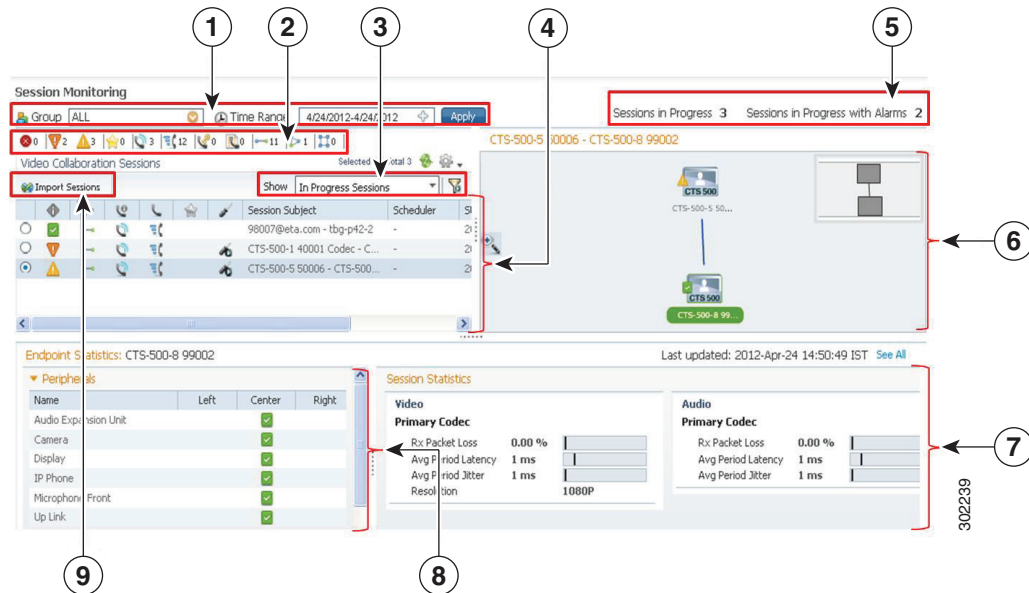 1 2 3 4 5
Session Monitoring
Group ALL Time Range 4/24/2012-4/24/2012 Apply
Sessions in Progress 3 Sessions in Progress with Alarms 2
0 2 3 0 3 12 0 0 11 1 0
CTS-500-5 50006 - CTS-500-8 99002
Video Collaboration Sessions Selected Total 3
Import Sessions Show In Progress Sessions
Session Subject Scheduler
98007@eta.com - tbg-p42-2 -
CTS-500-1 40001 Codec - C... -
CTS-500-5 50006 - CTS-500... -
CTS 500
CTS-500-5 50...
CTS 500
CTS-500-8 99...
6
Endpoint Statistics: CTS-500-8 99002 Last updated: 2012-Apr-24 14:50:49 IST See All
Peripherals
Name Left Center Right
Audio Expansion Unit
Camera
Display
IP Phone
Microphone Front
Up Link
Session Statistics
Video
Primary Codec
Rx Packet Loss 0.00 %
Avg Period Latency 1 ms
Avg Period Jitter 1 ms
Resolution 1080P
Audio
Primary Codec
Rx Packet Loss 0.00 %
Avg Period Latency 1 ms
Avg Period Jitter 1 ms
7
302239
9 8